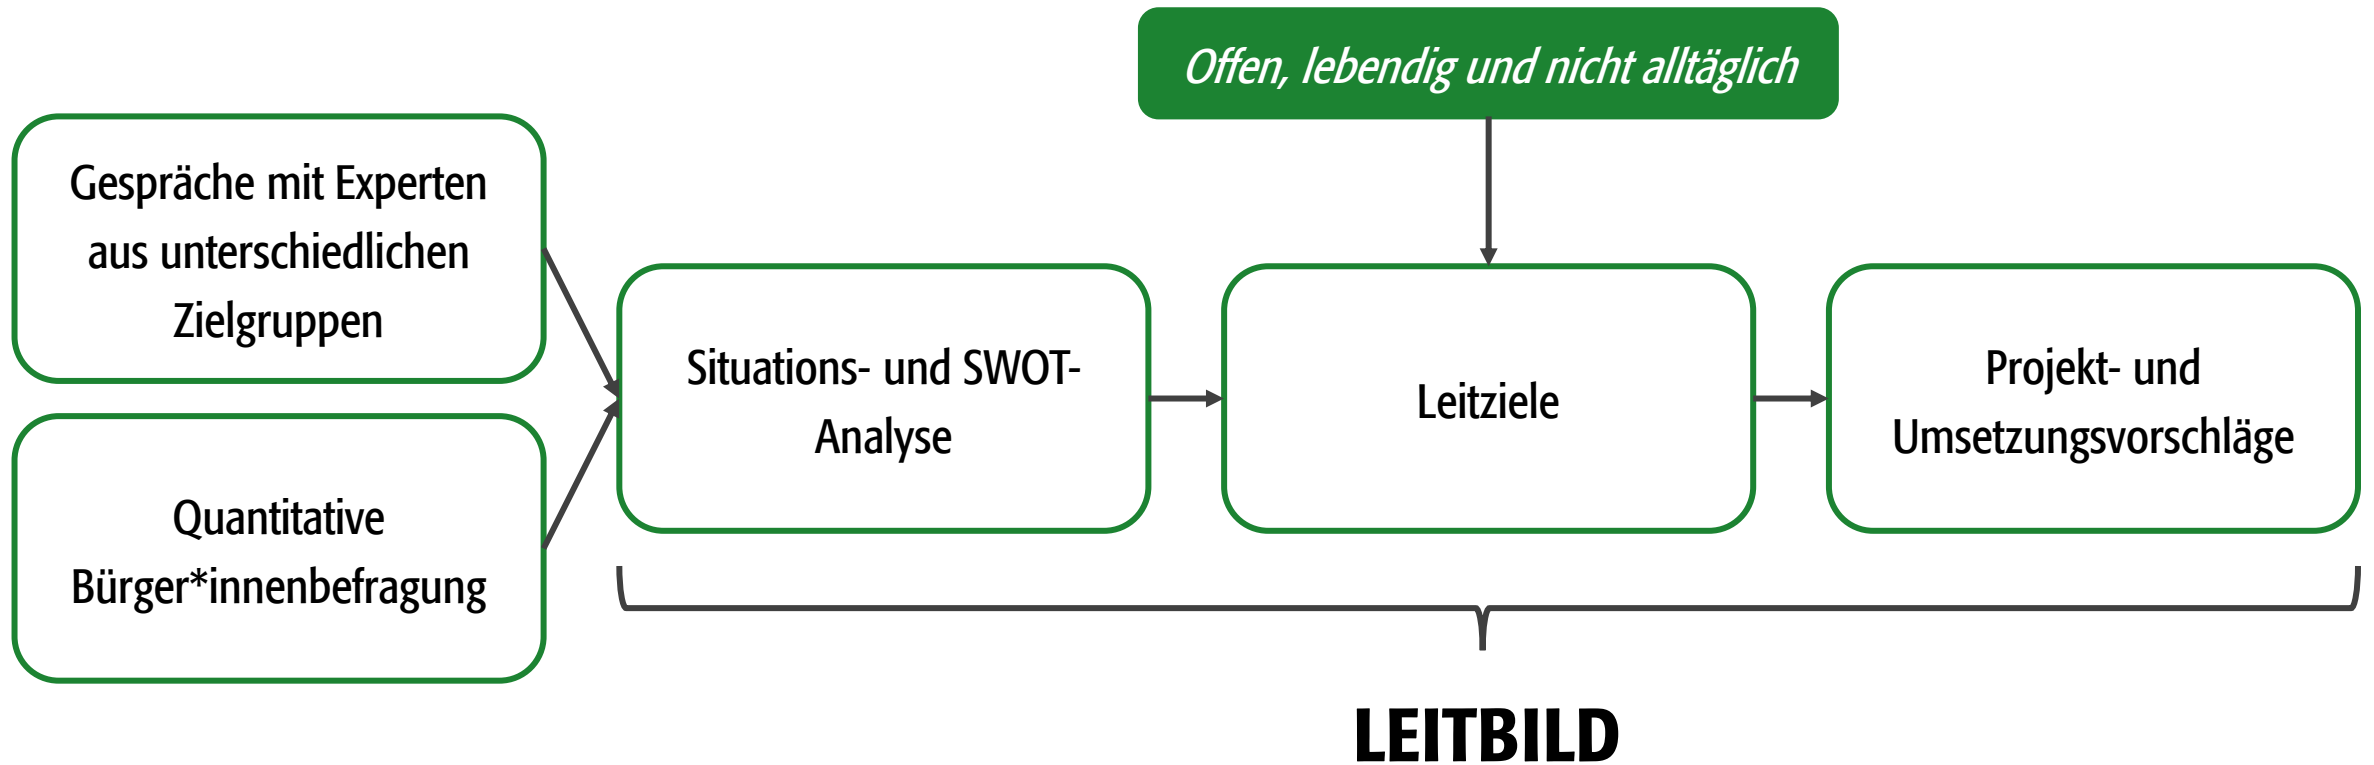 Offen, lebendig und nicht alltäglich
Gespräche mit Experten
aus unterschiedlichen
Zielgruppen
Quantitative
Bürger*innenbefragung
Situations- und SWOT-
Analyse
Leitziele
Projekt- und
Umsetzungsvorschläge
LEITBILD